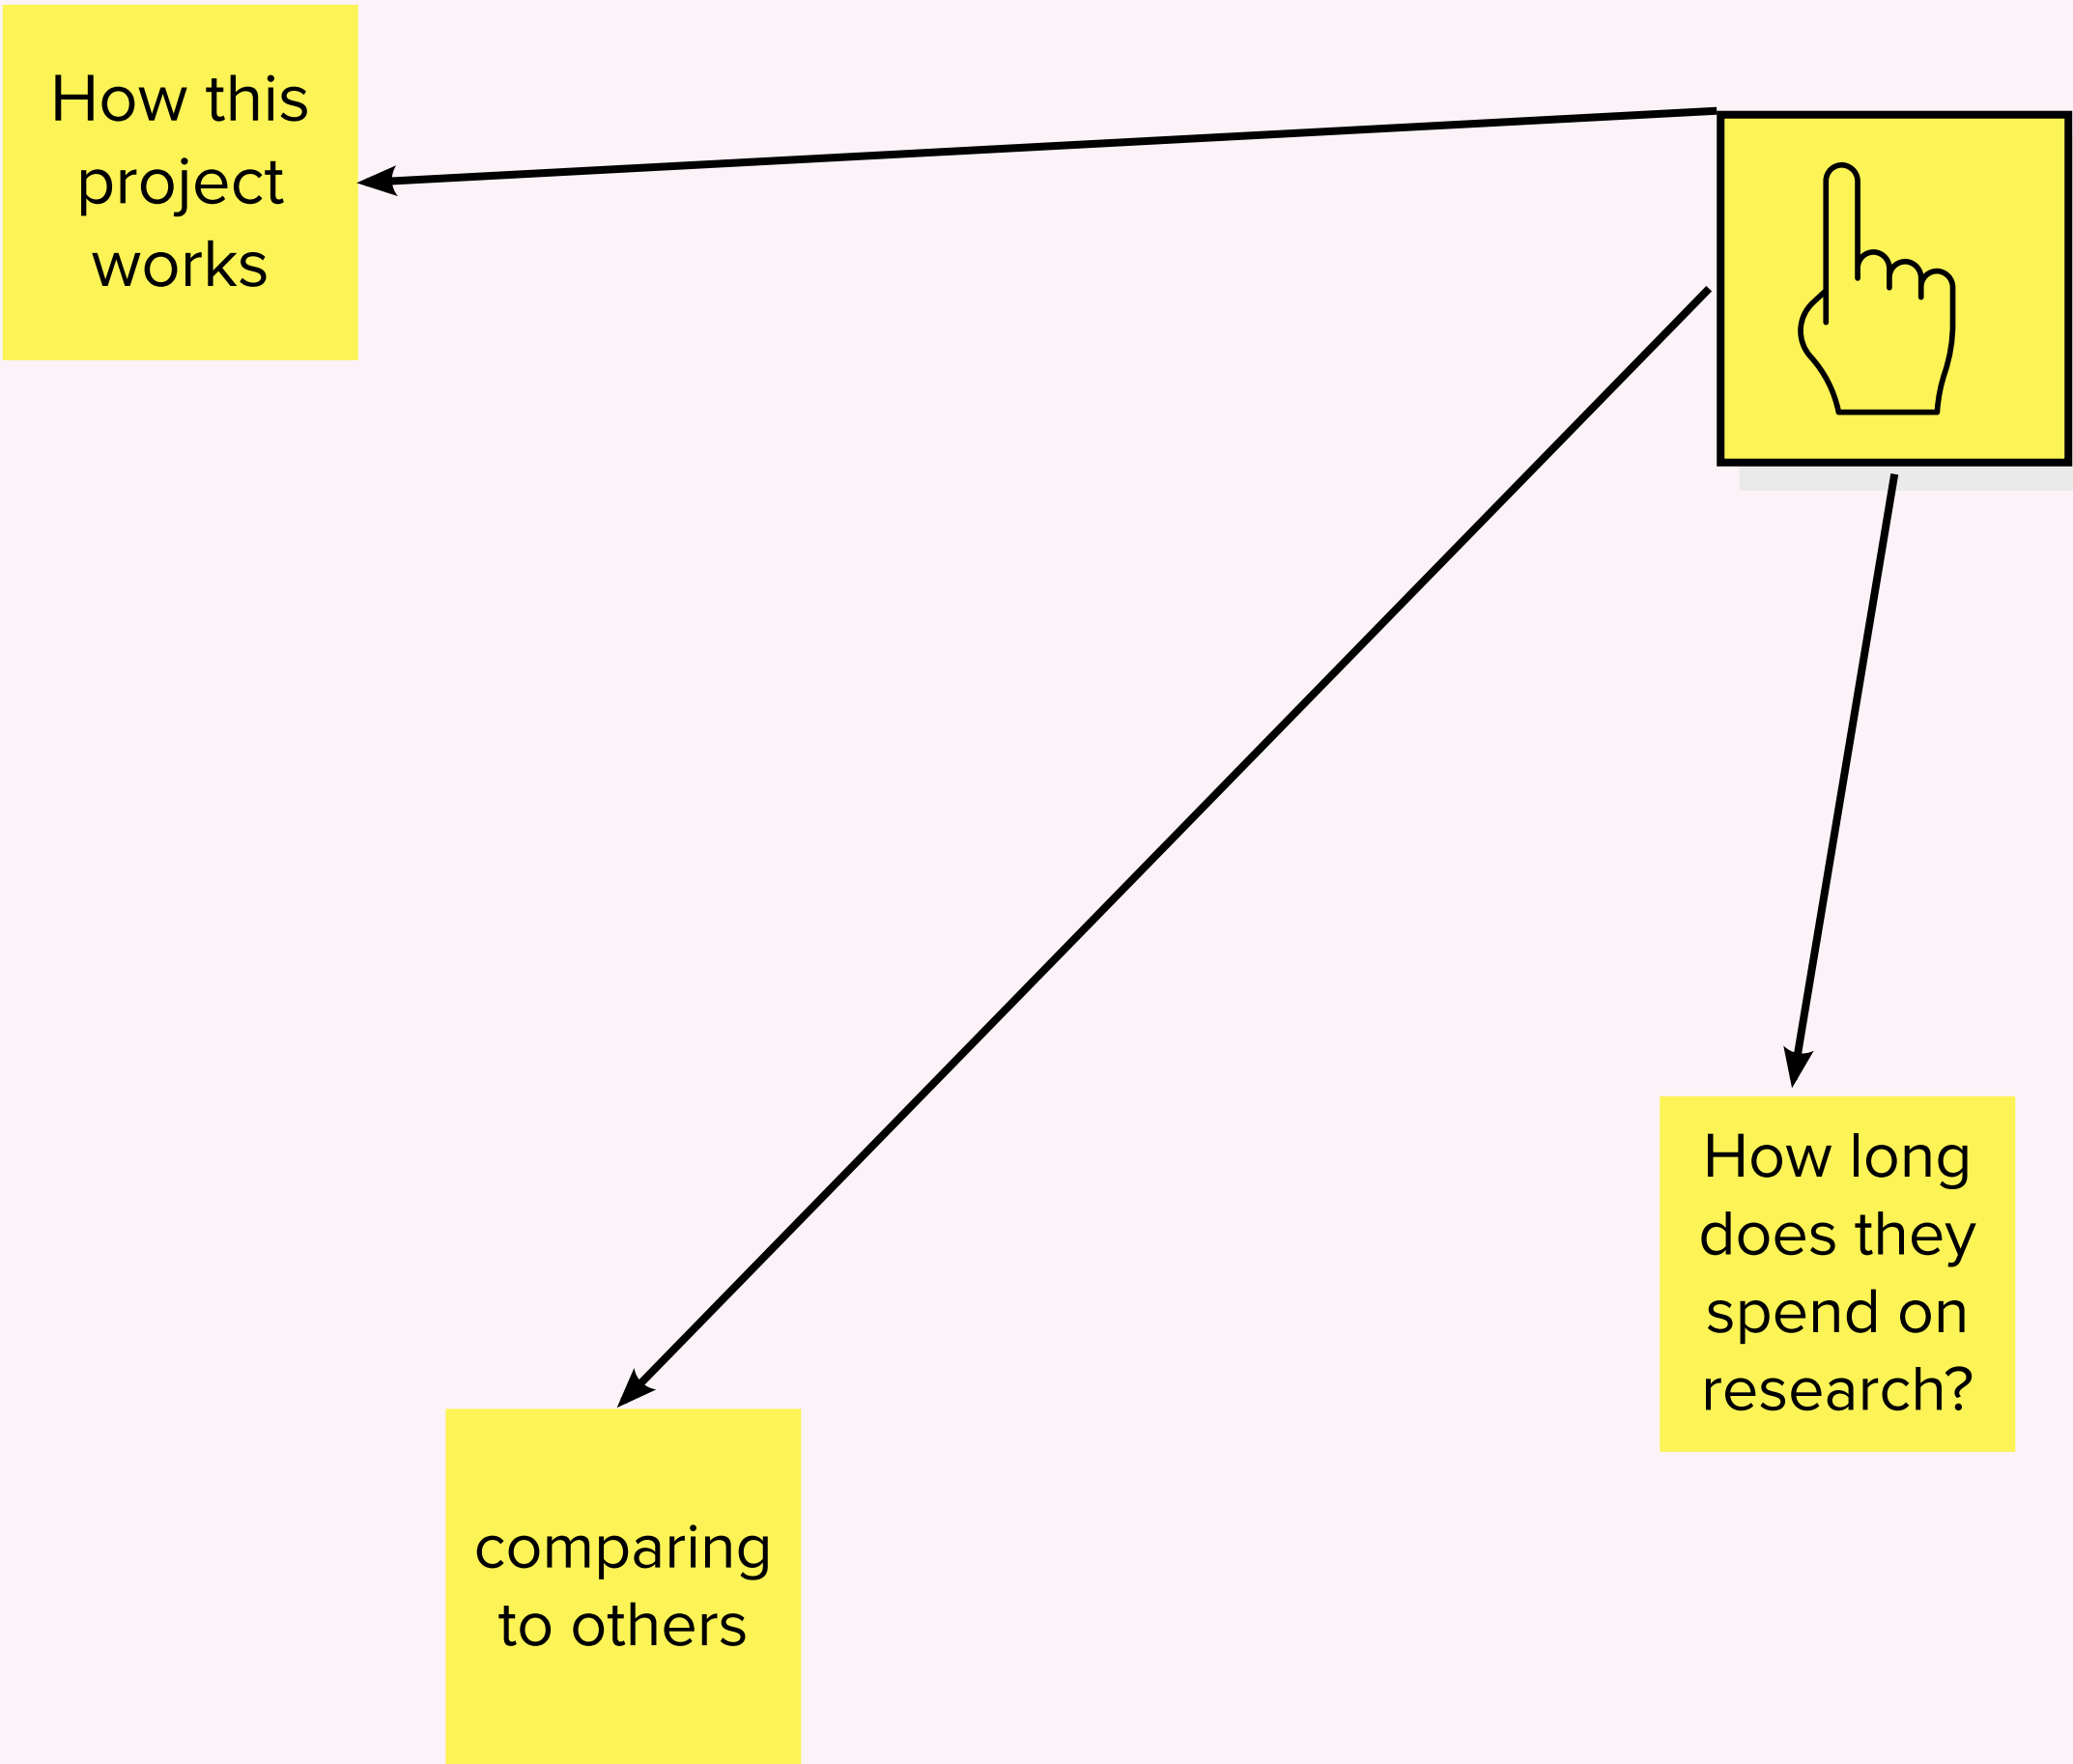 How this
project
works
How long
does they
spend on
research?
comparing
to others